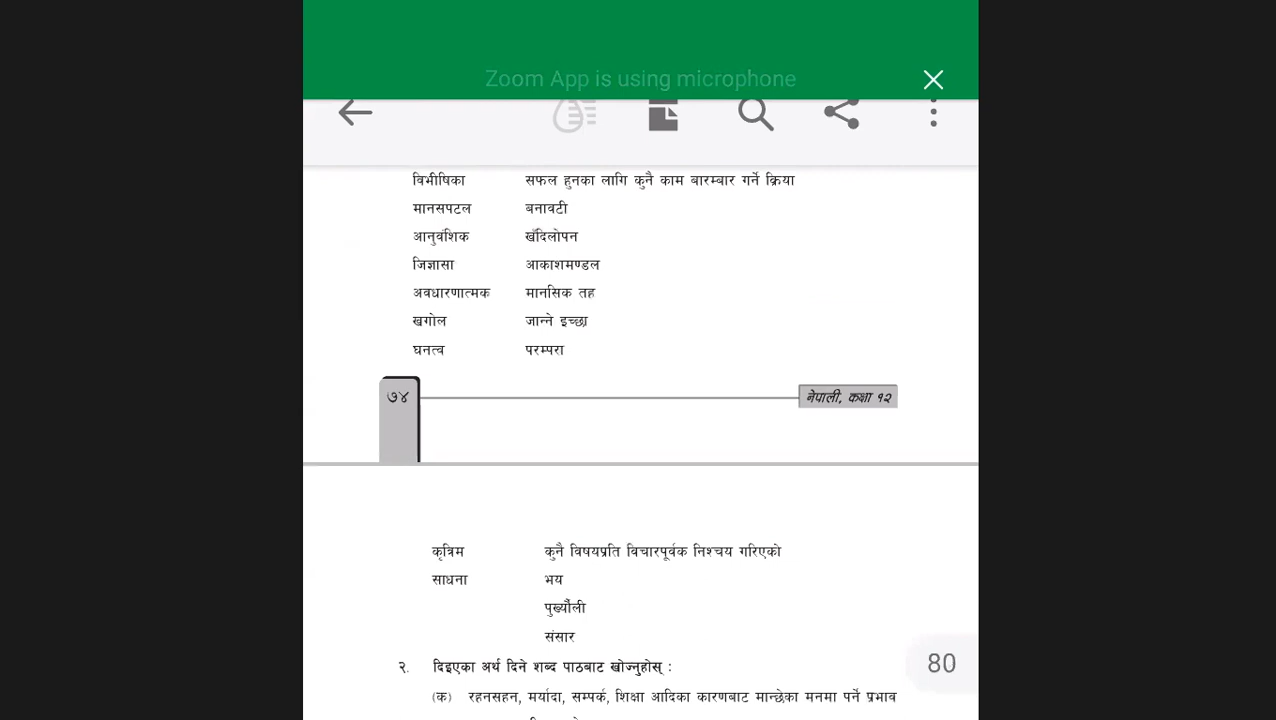 Zoom App is using microphone
विभीषिका सफल हुनका लागि कुनै काम बारम्बार गर्ने क्रिया
मानसपटल बनावटी
आनुवंशिक खँदिलोपन
जिज्ञासा आकाशमण्डल
अवधारणात्मक मानसिक तह
खगोल जान्ने इच्छा
घनत्व परम्परा
७४ नेपाली, कक्षा १२
कृत्रिम कुनै विषयप्रति विचारपूर्वक निश्चय गरिएको
साधना भय
पुर्ख्यौली
संसार
80
२. दिइएका अर्थ दिने शब्द पाठबाट खोज्नुहोस् :
(क) रहनसहन, मर्यादा, सम्पर्क, शिक्षा आदिका कारणबाट मान्छेका मनमा पर्ने प्रभाव